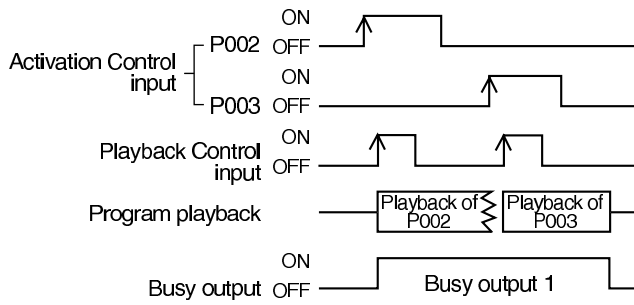 ON
P002 OFF
Activation Control
input
ON
P003 OFF
ON
Playback Control
input OFF
Program playback
Playback of
P002
Playback of
P003
ON
Busy output OFF
Busy output 1